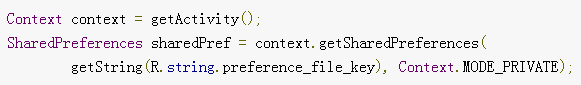 Context context = getActivity();
SharedPreferences sharedPref = context.getSharedPreferences(
        getString(R.string.preference_file_key), Context.MODE_PRIVATE);